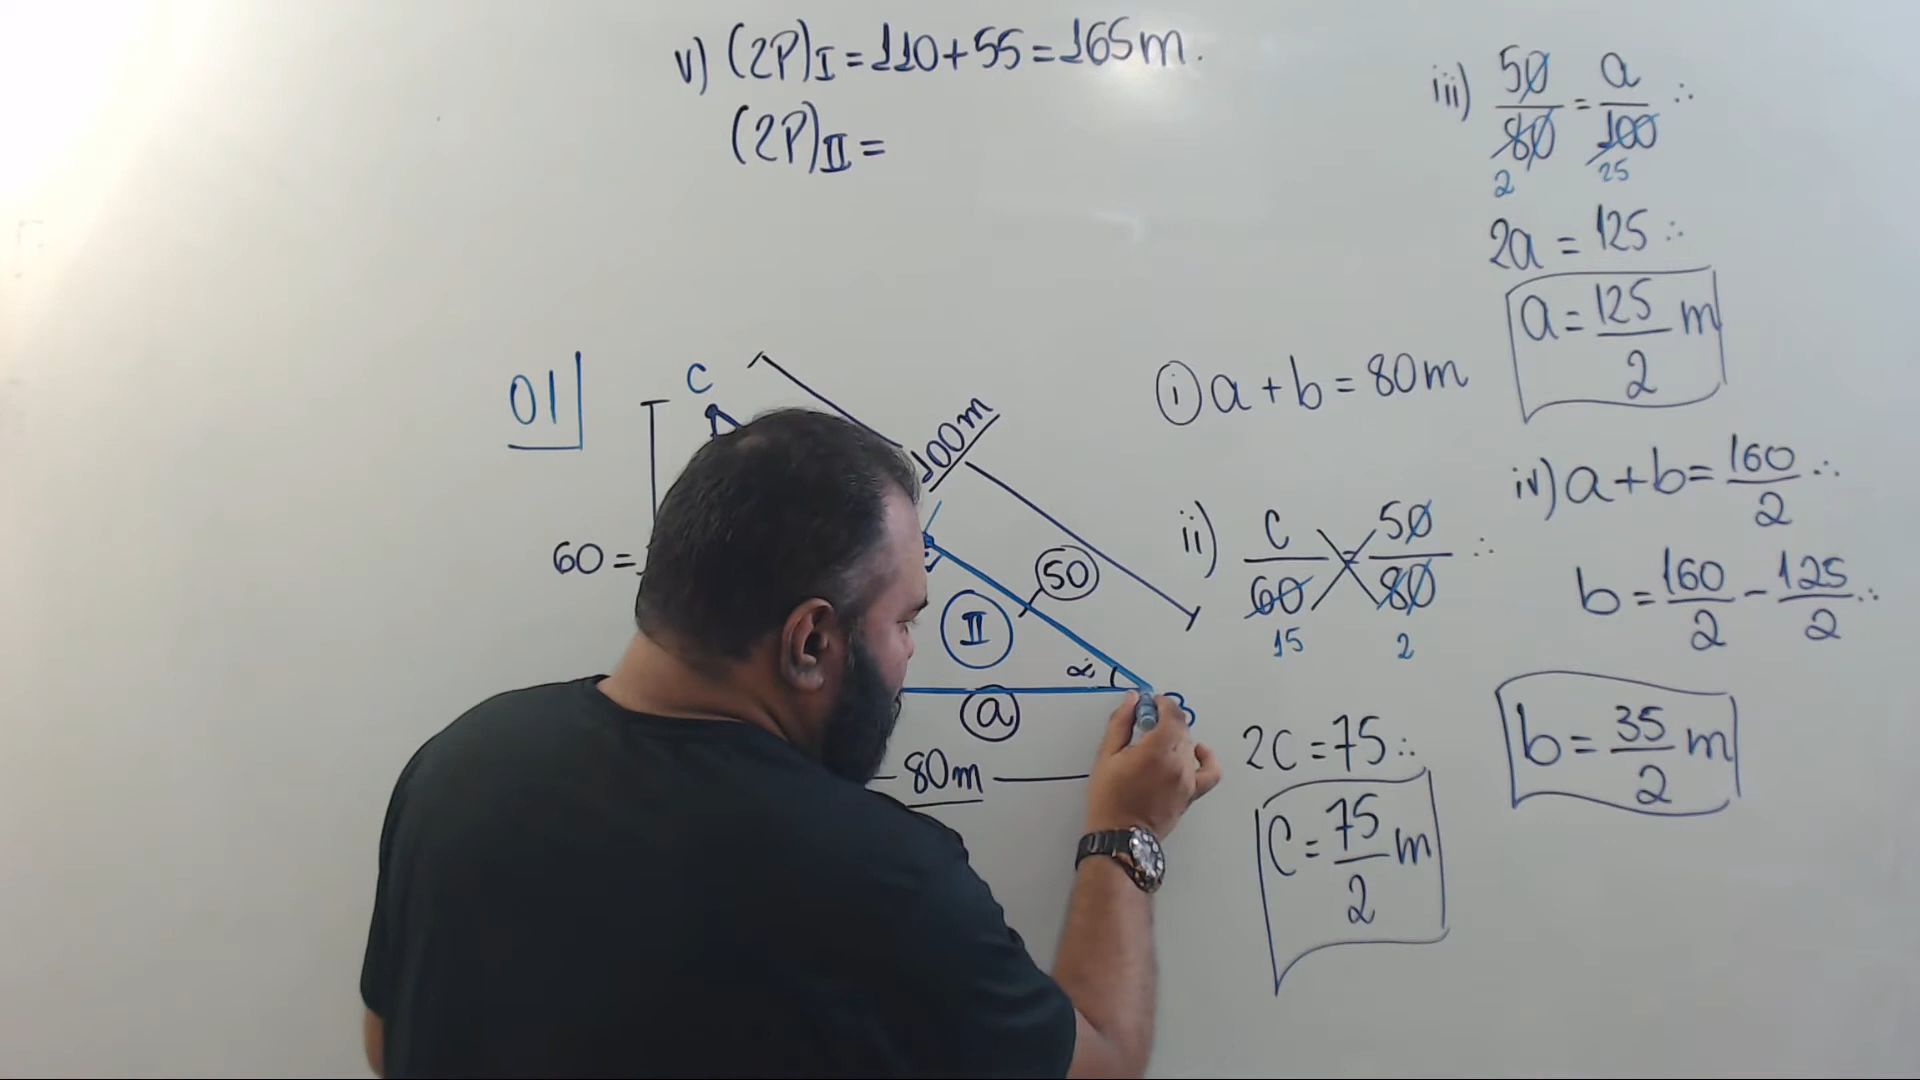 v) (2P)I = 110 + 55 = 165m.
(2P)II =
01
C
100m
60 =
50
II
α
a
B
80m
i a + b = 80m
ii) C/60 = 50/80 ∴
15 2
2C = 75 ∴
C = 75/2 m
iii) 50/80 = a/100 ∴
2 25
2a = 125 ∴
a = 125/2 m
iv) a + b = 160/2 ∴
b = 160/2 - 125/2 ∴
b = 35/2 m